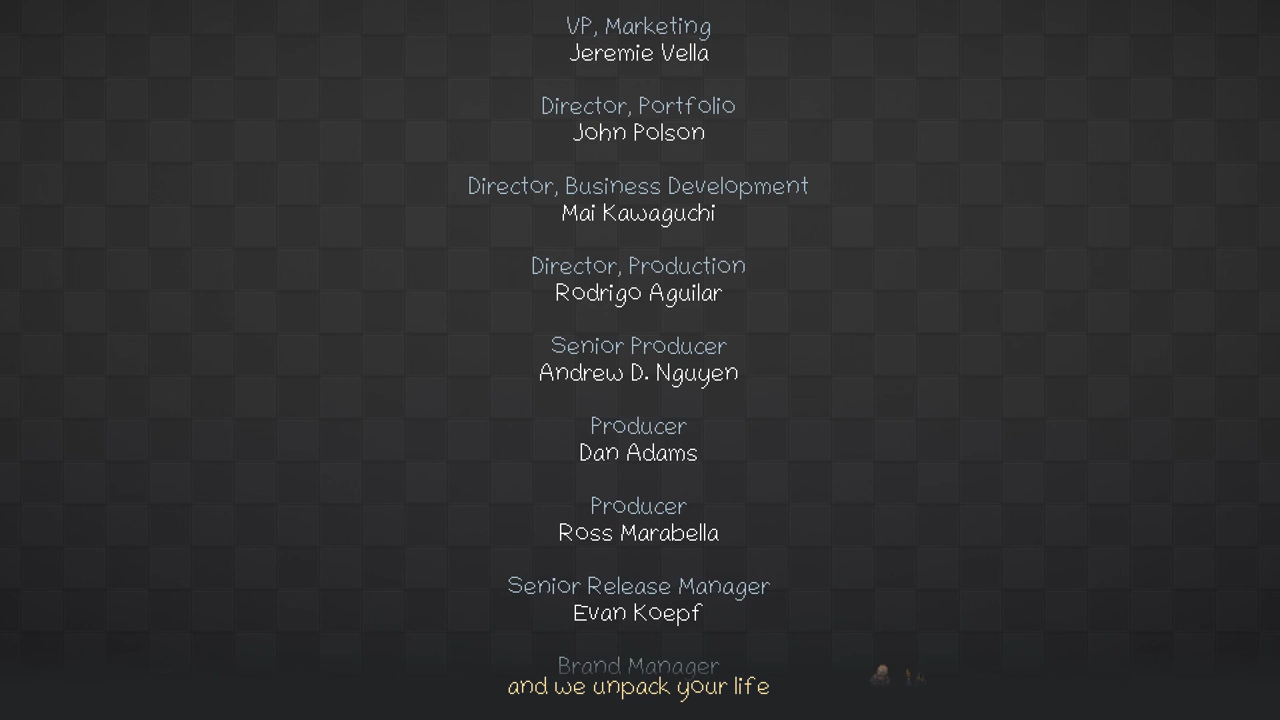 VP, Marketing
Jeremie Vella
Director, Portfolio
John Polson
Director, Business Development
Mai Kawaguchi
Director, Production
Rodrigo Aguilar
Senior Producer
Andrew D. Nguyen
Producer
Dan Adams
Producer
Ross Marabella
Senior Release Manager
Evan Koepf
Brand Manager
and we unpack your life